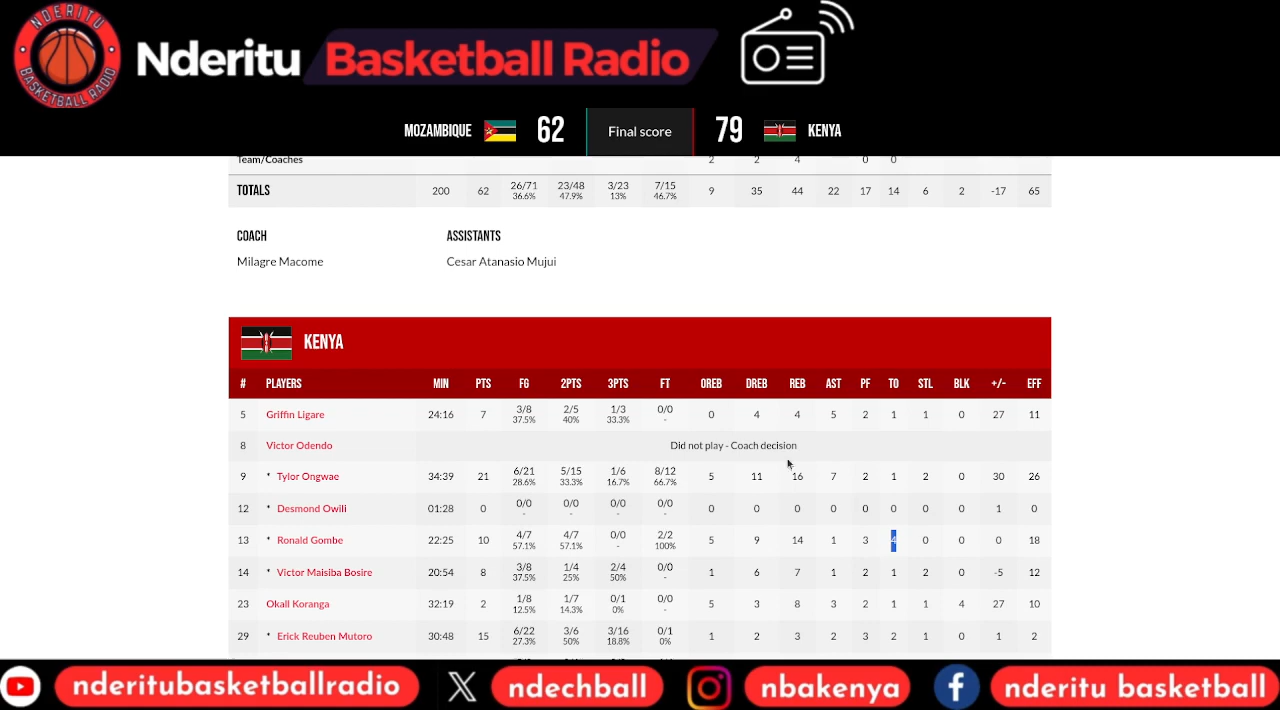 NDERITU
BASKETBALL RADIO
Nderitu Basketball Radio
MOZAMBIQUE 62 Final score 79 KENYA
Team/Coaches 2 2 4 0 0
TOTALS 200 62 26/71 36.6% 23/48 47.9% 3/23 13% 7/15 46.7% 9 35 44 22 17 14 6 2 -17 65
COACH ASSISTANTS
Milagre Macome Cesar Atanasio Mujui
KENYA
# PLAYERS MIN PTS FG 2PTS 3PTS FT OREB DREB REB AST PF TO STL BLK +/- EFF
5 Griffin Ligare 24:16 7 3/8 37.5% 2/5 40% 1/3 33.3% 0/0 - 0 4 4 5 2 1 1 0 27 11
8 Victor Odendo Did not play - Coach decision
9 * Tylor Ongwae 34:39 21 6/21 28.6% 5/15 33.3% 1/6 16.7% 8/12 66.7% 5 11 16 7 2 1 2 0 30 26
12 * Desmond Owili 01:28 0 0/0 - 0/0 - 0/0 - 0/0 - 0 0 0 0 0 0 0 0 1 0
13 * Ronald Gombe 22:25 10 4/7 57.1% 4/7 57.1% 0/0 - 2/2 100% 5 9 14 1 3 4 0 0 0 18
14 * Victor Maisiba Bosire 20:54 8 3/8 37.5% 1/4 25% 2/4 50% 0/0 - 1 6 7 1 2 1 2 0 -5 12
23 Okall Koranga 32:19 2 1/8 12.5% 1/7 14.3% 0/1 0% 0/0 - 5 3 8 3 2 1 1 4 27 10
29 * Erick Reuben Mutoro 30:48 15 6/22 27.3% 3/6 50% 3/16 18.8% 0/1 0% 1 2 3 2 3 2 1 0 1 2
nderitubasketballradio ndechball nbakenya nderitu basketball